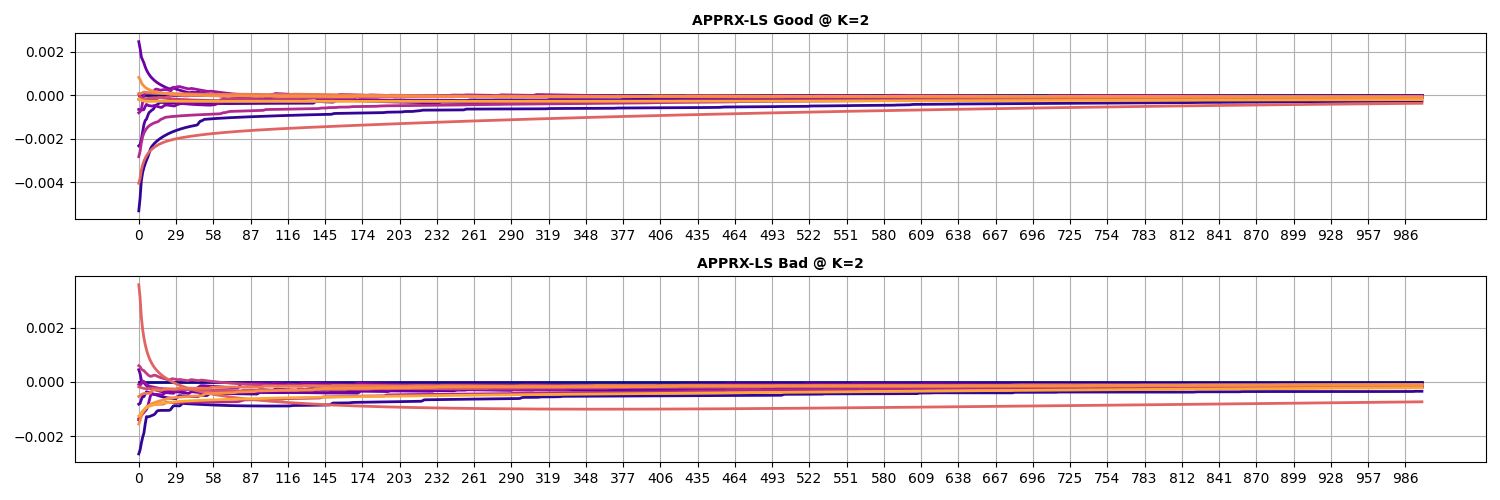 APPRX-LS Good @ K=2
0.002
0.000
−0.002
−0.004
0 29 58 87 116 145 174 203 232 261 290 319 348 377 406 435 464 493 522 551 580 609 638 667 696 725 754 783 812 841 870 899 928 957 986
APPRX-LS Bad @ K=2
0.002
0.000
−0.002
0 29 58 87 116 145 174 203 232 261 290 319 348 377 406 435 464 493 522 551 580 609 638 667 696 725 754 783 812 841 870 899 928 957 986